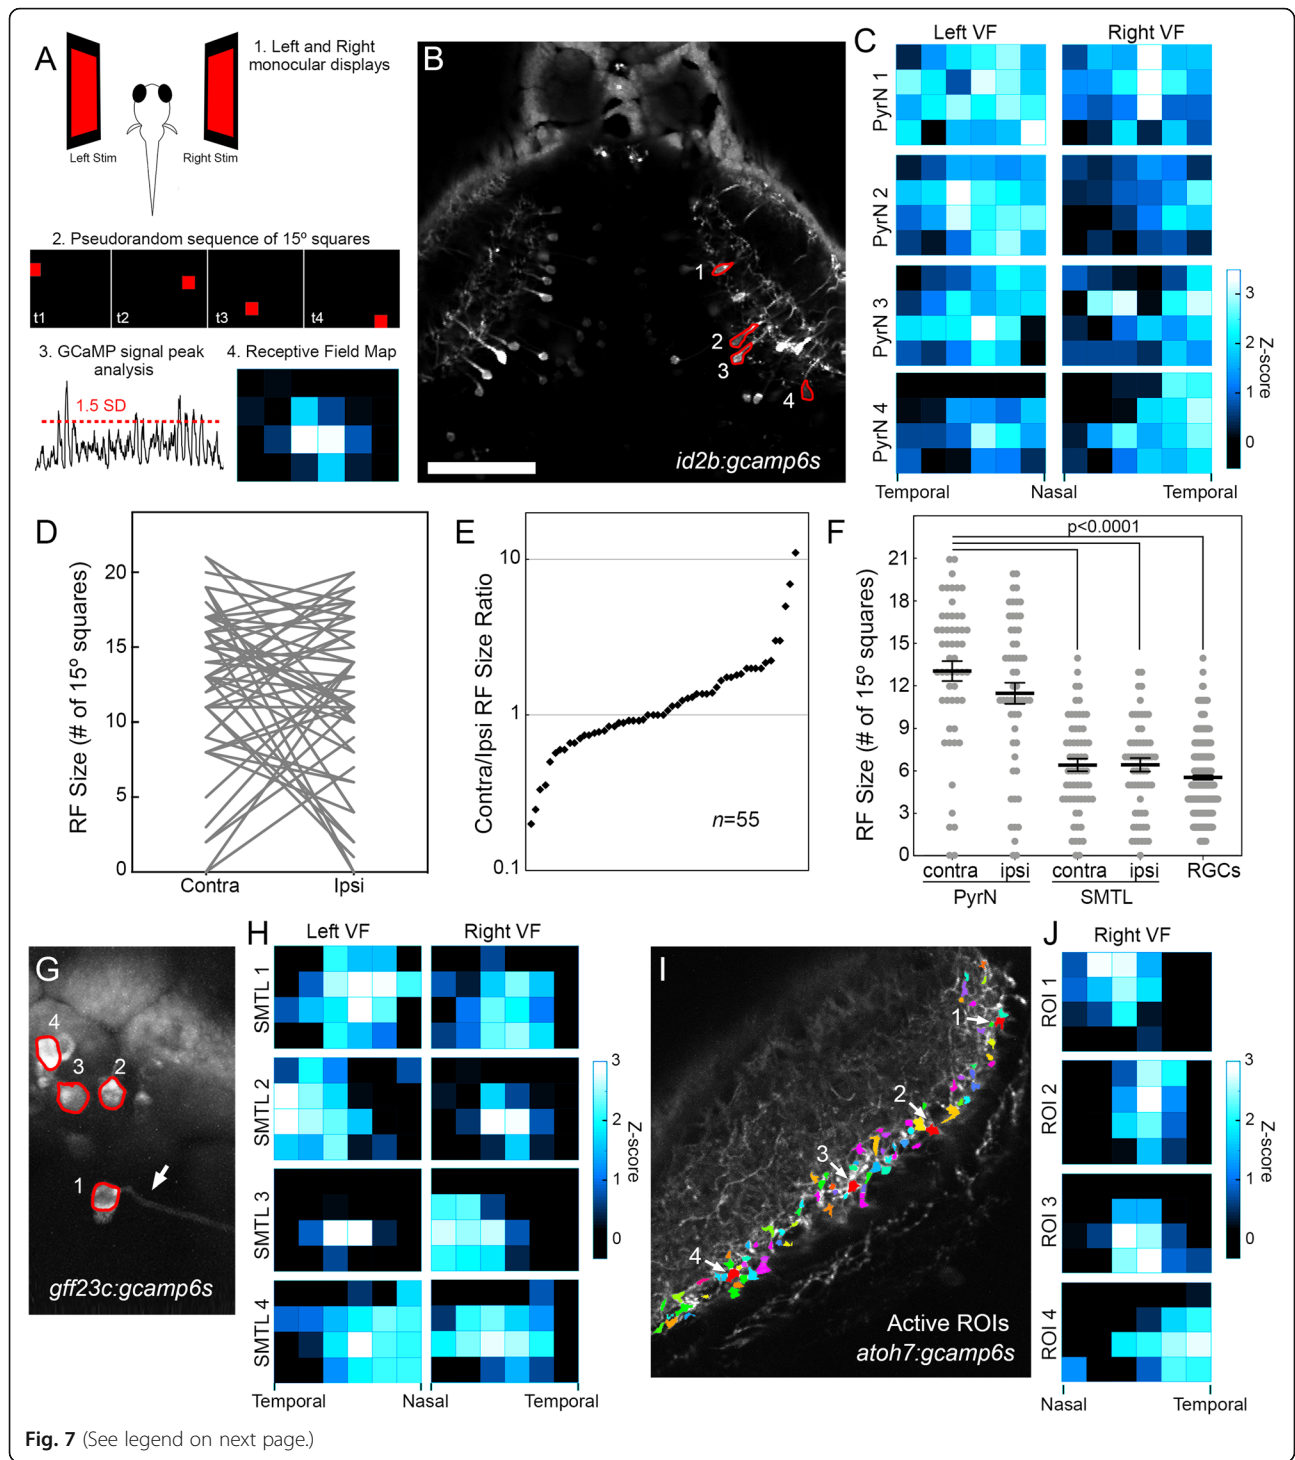 A
1. Left and Right
monocular displays
Left Stim
Right Stim
2. Pseudorandom sequence of 15º squares
t1
t2
t3
t4
3. GCaMP signal peak
analysis
1.5 SD
4. Receptive Field Map
B
1
2
3
4
id2b:gcamp6s
C
Left VF
Right VF
PyrN 1
PyrN 2
PyrN 3
PyrN 4
Temporal
Nasal
Temporal
3
2
1
0
Z-score
D
RF Size (# of 15º squares)
20
15
10
5
0
Contra
Ipsi
E
Contra/Ipsi RF Size Ratio
10
1
0.1
n=55
F
RF Size (# of 15º squares)
21
18
15
12
9
6
3
0
p<0.0001
contra
ipsi
contra
ipsi
RGCs
PyrN
SMTL
G
4
3
2
1
gff23c:gcamp6s
H
Left VF
Right VF
SMTL 1
SMTL 2
SMTL 3
SMTL 4
Temporal
Nasal
Temporal
3
2
1
0
Z-score
I
1
2
3
4
Active ROIs
atoh7:gcamp6s
J
Right VF
ROI 1
ROI 2
ROI 3
ROI 4
Nasal
Temporal
3
2
1
0
Z-score
Fig. 7 (See legend on next page.)